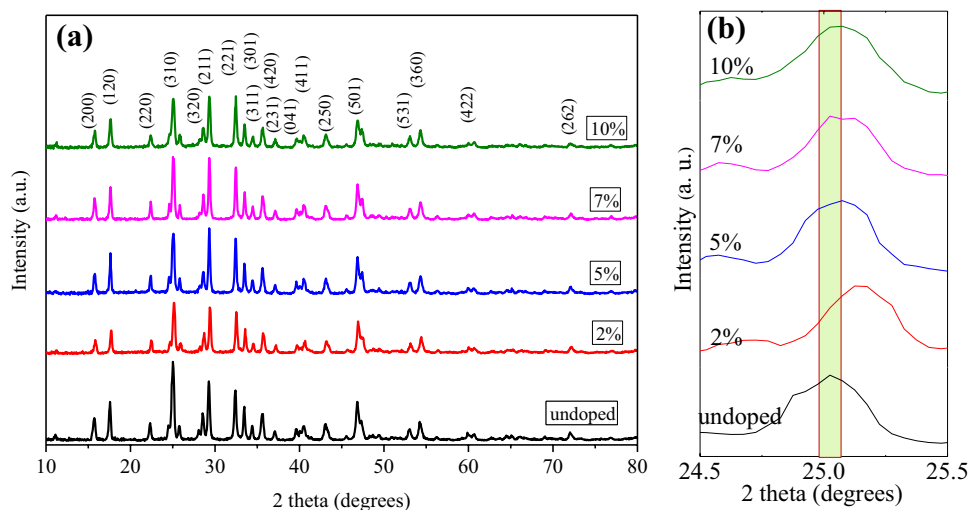 (a)
(200)
(120)
(220)
(310)
(320)
(211)
(221)
(301)
(311)
(420)
(231)
(041)
(411)
(250)
(501)
(531)
(360)
(422)
(262)
10%
7%
5%
2%
undoped
Intensity (a.u.)
10 20 30 40 50 60 70 80
2 theta (degrees)
(b)
10%
7%
5%
2%
undoped
Intensity (a. u.)
24.5 25.0 25.5
2 theta (degrees)